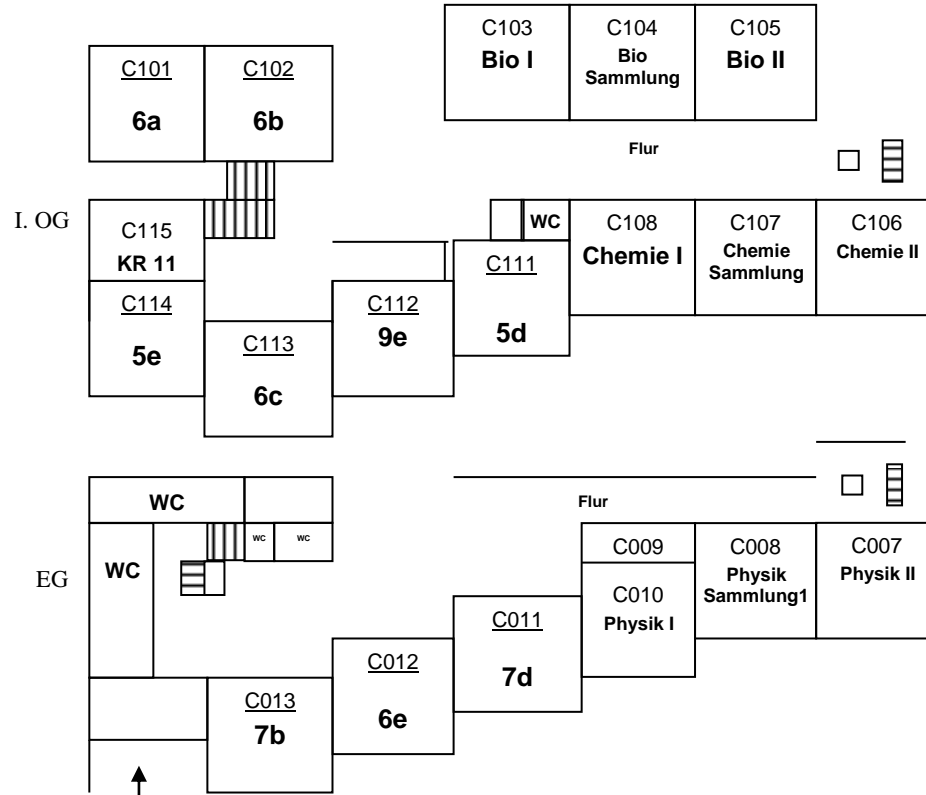 C103
Bio I
C104
Bio
Sammlung
C105
Bio II
C101
6a
C102
6b
Flur
I. OG
C115
KR 11
WC
C108
Chemie I
C107
Chemie
Sammlung
C106
Chemie II
C114
5e
C113
6c
C112
9e
C111
5d
WC
Flur
WC
WC
EG
WC
C009
C010
Physik I
C008
Physik
Sammlung1
C007
Physik II
C011
7d
C012
6e
C013
7b